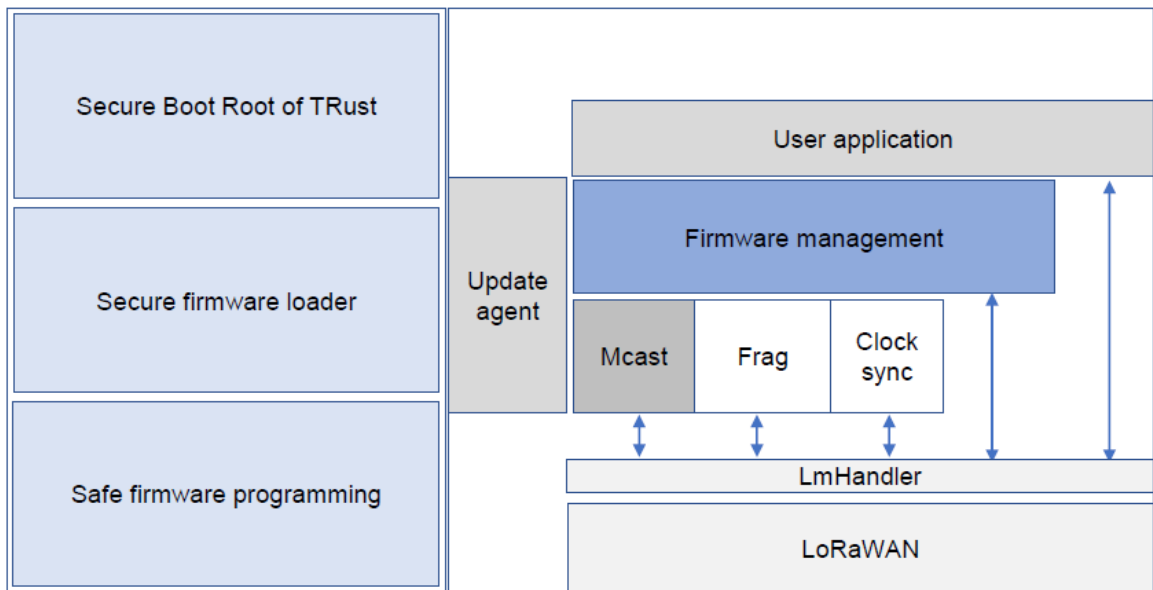 Secure Boot Root of TRust
Secure firmware loader
Safe firmware programming
User application
Update
agent
Firmware management
Mcast
Frag
Clock
sync
LmHandler
LoRaWAN